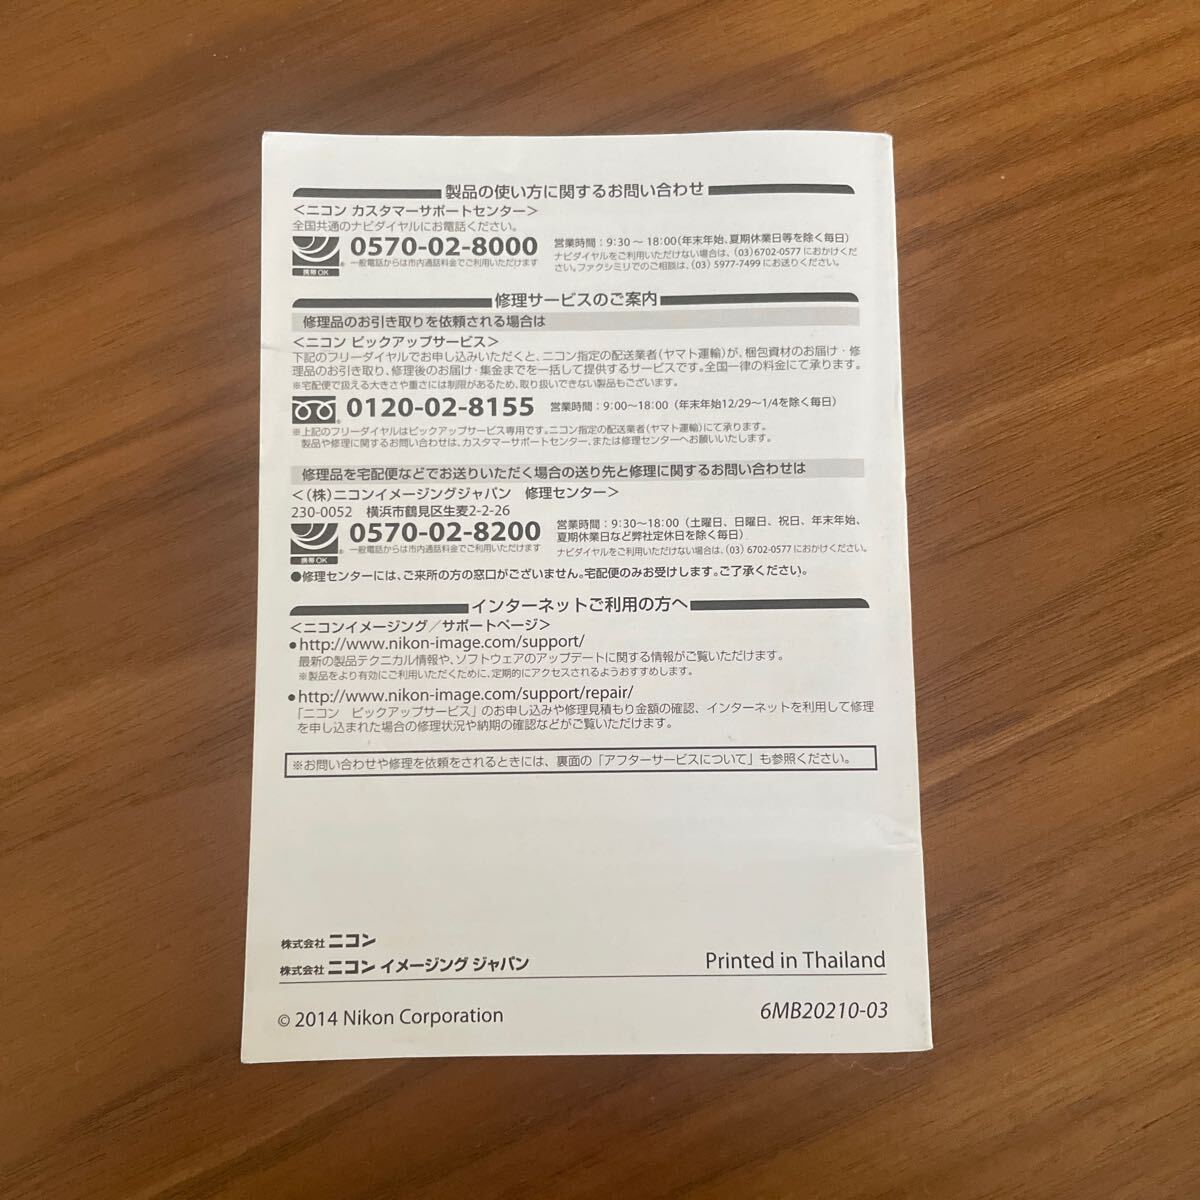 製品の使い方に関するお問い合わせ
＜ニコン カスタマーサポートセンター＞
全国共通のナビダイヤルにお電話ください。
携帯OK
0570-02-8000
一般電話からは市内通話料金でご利用いただけます
営業時間：9:30～18:00(年末年始、夏期休業日等を除く毎日)
ナビダイヤルをご利用いただけない場合は、(03)6702-0577におかけくだ
さい。ファクシミリでのご相談は、(03) 5977-7499にお送りください。
修理サービスのご案内
修理品のお引き取りを依頼される場合は
＜ニコン ピックアップサービス＞
下記のフリーダイヤルでお申し込みいただくと、ニコン指定の配送業者(ヤマト運輸)が、梱包資材のお届け・修
理品のお引き取り、修理後のお届け・集金までを一括して提供するサービスです。全国一律の料金にて承ります。
※宅配便で扱える大きさや重さには制限があるため、取り扱いできない製品もございます。
0120-02-8155
営業時間：9:00～18:00（年末年始12/29～1/4を除く毎日）
※上記のフリーダイヤルはピックアップサービス専用です。ニコン指定の配送業者(ヤマト運輸)にて承ります。
製品や修理に関するお問い合わせは、カスタマーサポートセンター、または修理センターへお願いいたします。
修理品を宅配便などでお送りいただく場合の送り先と修理に関するお問い合わせは
＜(株)ニコンイメージングジャパン　修理センター＞
230-0052　横浜市鶴見区生麦2-2-26
携帯OK
0570-02-8200
一般電話からは市内通話料金でご利用いただけます
営業時間：9:30～18:00（土曜日、日曜日、祝日、年末年始、
夏期休業日など弊社定休日を除く毎日）
ナビダイヤルをご利用いただけない場合は、(03) 6702-0577におかけください。
●修理センターには、ご来所の方の窓口がございません。宅配便のみお受けします。ご了承ください。
インターネットご利用の方へ
＜ニコンイメージング／サポートページ＞
●http://www.nikon-image.com/support/
最新の製品テクニカル情報や、ソフトウェアのアップデートに関する情報がご覧いただけます。
※製品をより有効にご利用いただくために、定期的にアクセスされるようおすすめします。
●http://www.nikon-image.com/support/repair/
「ニコン　ピックアップサービス」のお申し込みや修理見積もり金額の確認、インターネットを利用して修理
を申し込まれた場合の修理状況や納期の確認などがご覧いただけます。
※お問い合わせや修理を依頼をされるときには、裏面の「アフターサービスについて」も参照ください。
株式会社 ニコン
株式会社 ニコン イメージング ジャパン
Printed in Thailand
© 2014 Nikon Corporation
6MB20210-03